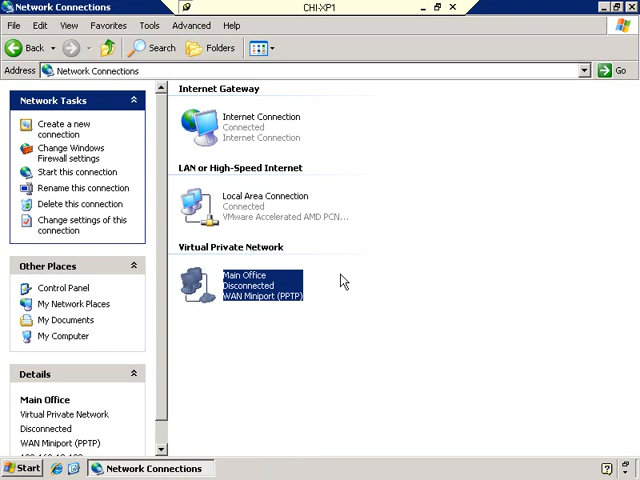 Network Connections
CHI-XP1
File Edit View Favorites Tools Advanced Help
Back Search Folders
Address Network Connections Go
Network Tasks
Create a new
connection
Change Windows
Firewall settings
Start this connection
Rename this connection
Delete this connection
Change settings of this
connection
Other Places
Control Panel
My Network Places
My Documents
My Computer
Details
Main Office
Virtual Private Network
Disconnected
WAN Miniport (PPTP)
Internet Gateway
Internet Connection
Connected
Internet Connection
LAN or High-Speed Internet
Local Area Connection
Connected
VMware Accelerated AMD PCN...
Virtual Private Network
Main Office
Disconnected
WAN Miniport (PPTP)
Start Network Connections